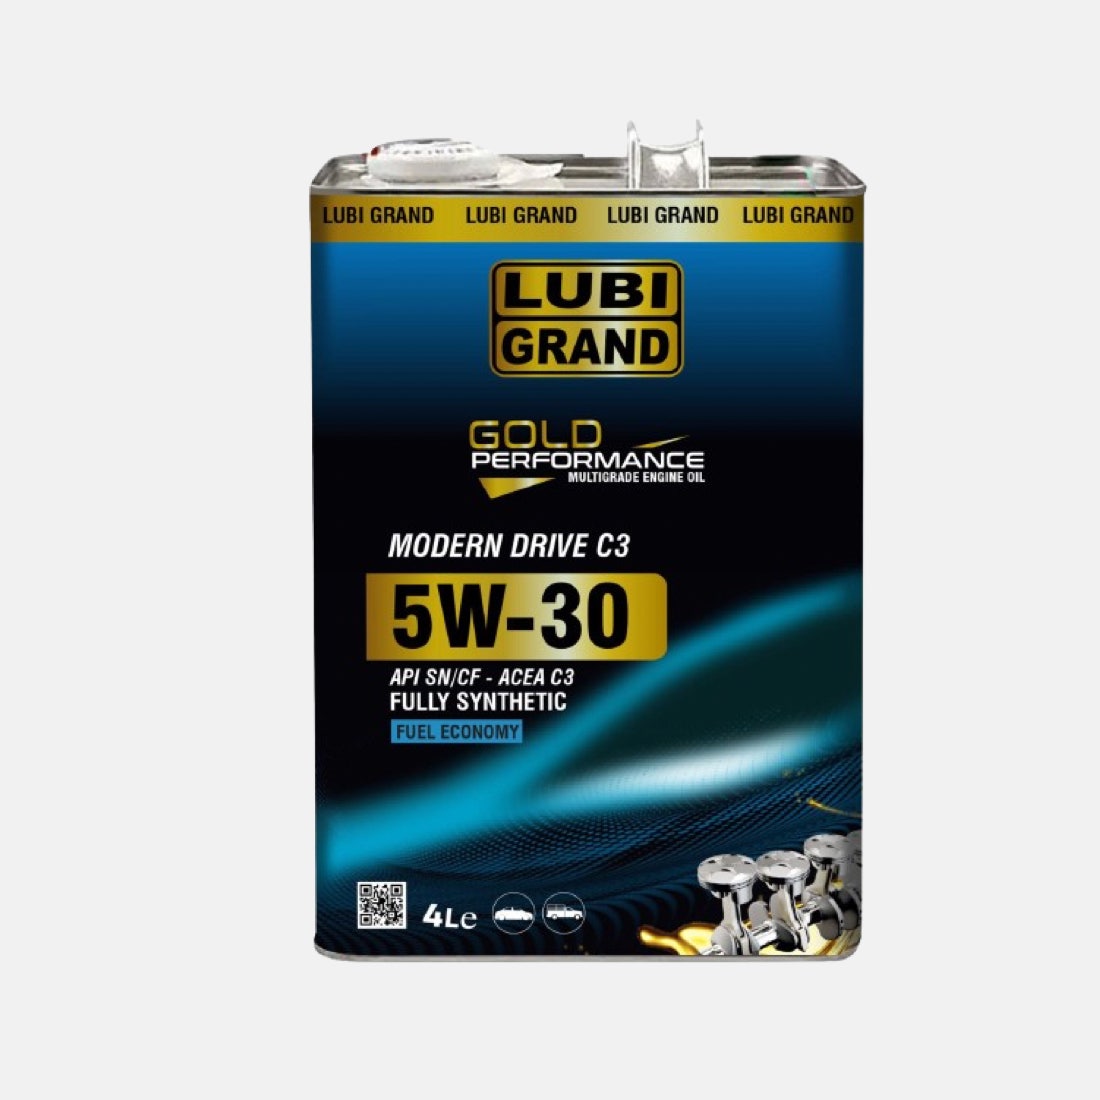 LUBI GRAND LUBI GRAND LUBI GRAND LUBI GRAND
LUBI
GRAND
GOLD
PERFORMANCE
MULTIGRADE ENGINE OIL
MODERN DRIVE C3
5W-30
API SN/CF - ACEA C3
FULLY SYNTHETIC
FUEL ECONOMY
4Le